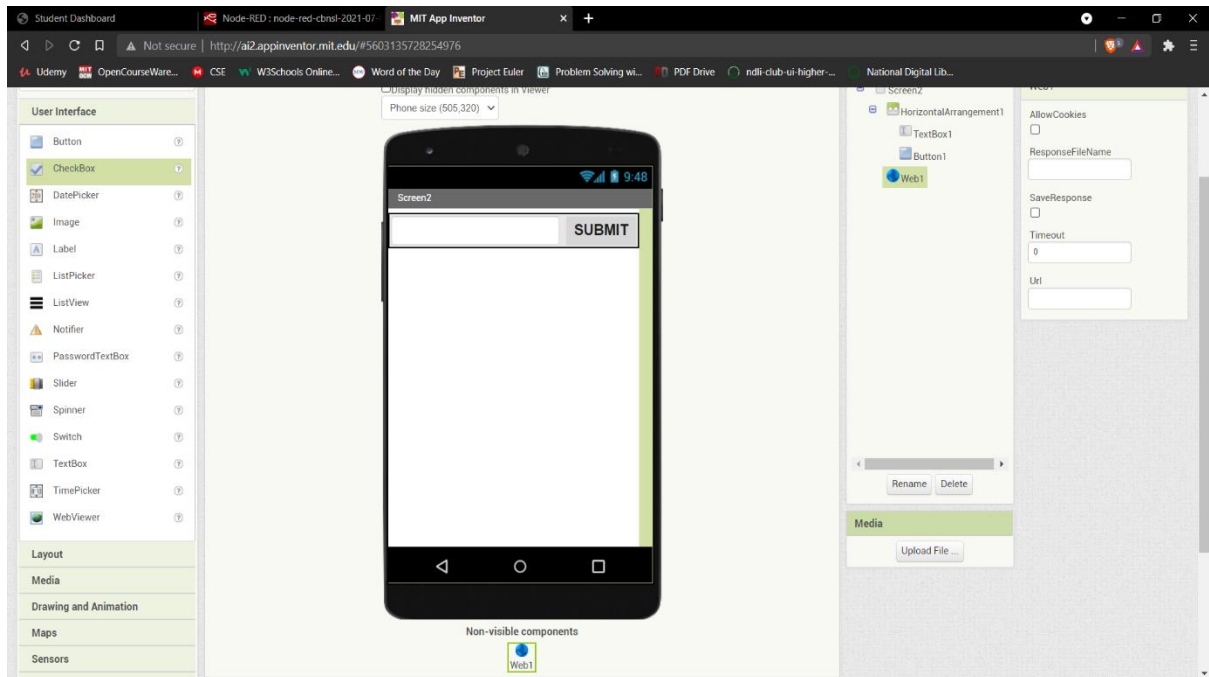 Student Dashboard
Node-RED : node-red-cbnsl-2021-07-
MIT App Inventor
Not secure
http://ai2.appinventor.mit.edu/#5603135728254976
Udemy
OpenCourseWare...
CSE
W3Schools Online...
Word of the Day
Project Euler
Problem Solving wi...
PDF Drive
ndli-club-ui-higher-...
National Digital Lib...
User Interface
Button
CheckBox
DatePicker
Image
Label
ListPicker
ListView
Notifier
PasswordTextBox
Slider
Spinner
Switch
TextBox
TimePicker
WebViewer
Layout
Media
Drawing and Animation
Maps
Sensors
Display hidden components in Viewer
Phone size (505,320)
9:48
Screen2
SUBMIT
Non-visible components
Web1
Screen2
HorizontalArrangement1
TextBox1
Button1
Web1
Rename
Delete
Media
Upload File ...
Web1
AllowCookies
ResponseFileName
SaveResponse
Timeout
0
Url